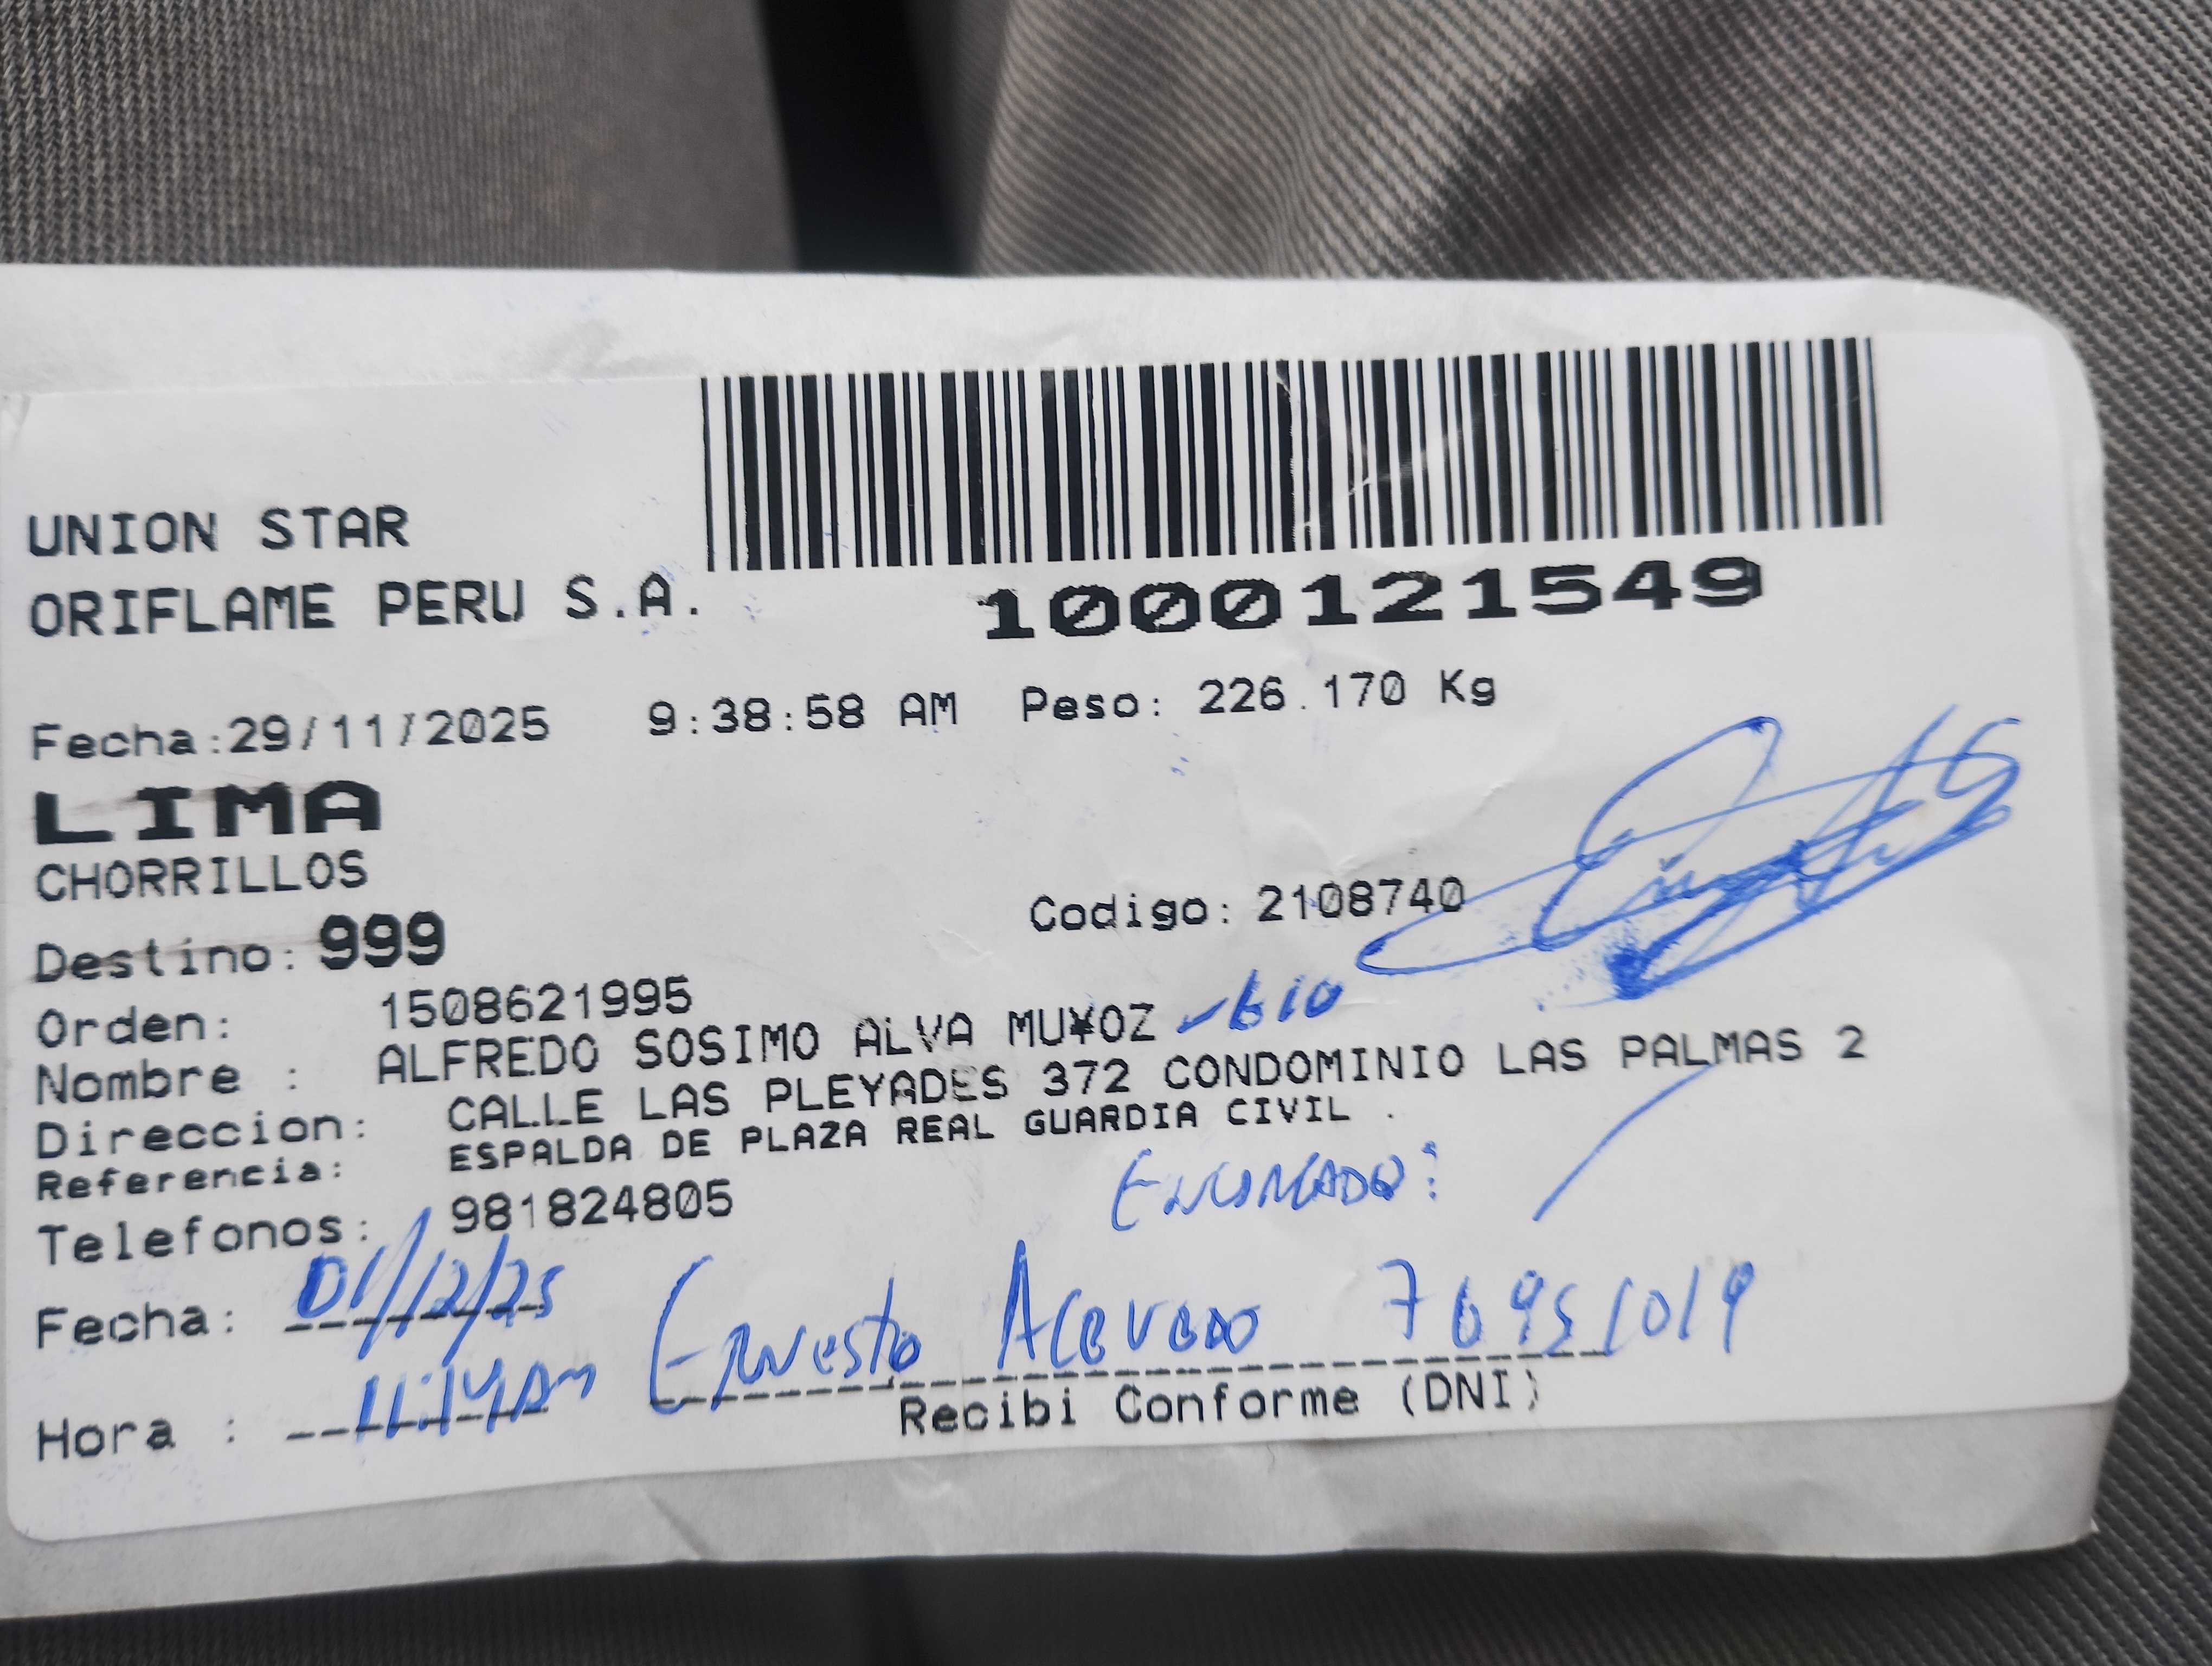 UNION STAR
ORIFLAME PERU S.A.
1000121549
Fecha:29/11/2025 9:38:58 AM Peso: 226.170 Kg
LIMA
CHORRILLOS
Codigo: 2108740
Destino: 999
Orden: 1508621995
Nombre : ALFREDO SOSIMO ALVA MU¥OZ
Direccion: CALLE LAS PLEYADES 372 CONDOMINIO LAS PALMAS 2
Referencia: ESPALDA DE PLAZA REAL GUARDIA CIVIL .
Telefonos: 981824805
Fecha: 01/12/25
Ernesto Acevedo 76951019
Hora : 11:14AM
Recibi Conforme (DNI)